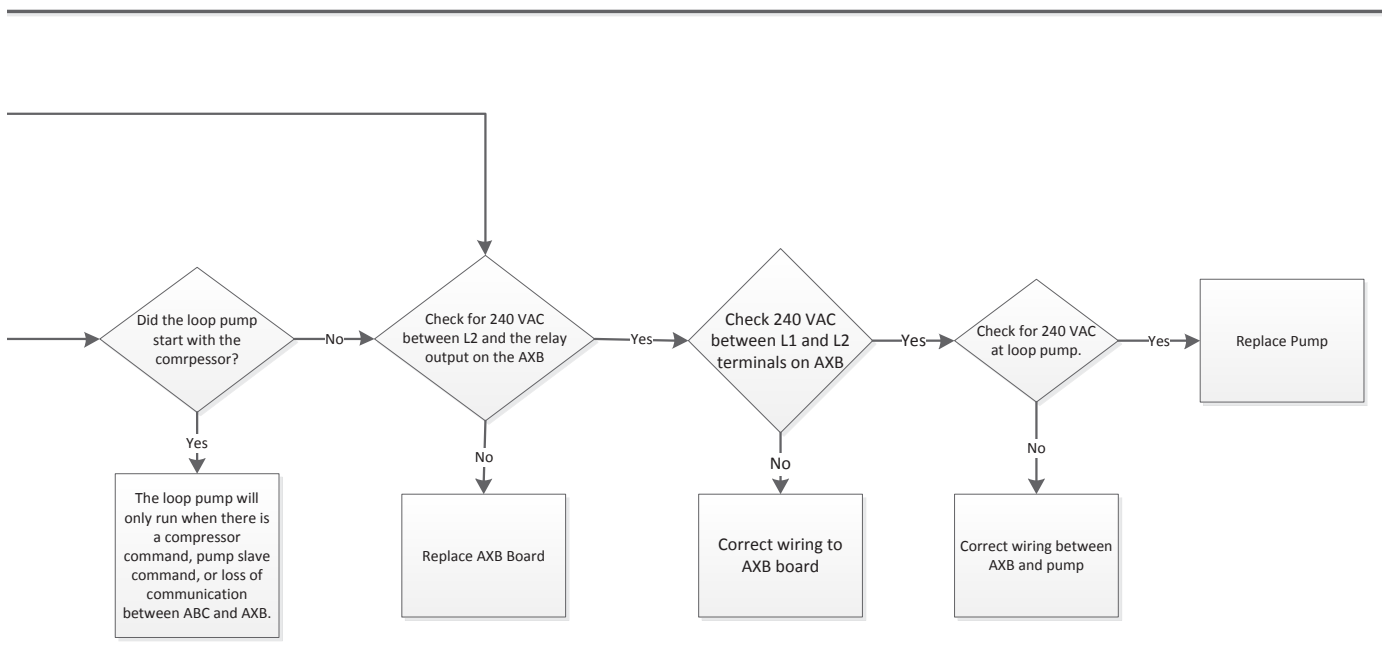 Did the loop pump
start with the
comrpessor?
No
Check for 240 VAC
between L2 and the relay
output on the AXB
Yes
Check 240 VAC
between L1 and L2
terminals on AXB
Yes
Check for 240 VAC
at loop pump.
Yes
Replace Pump
Yes
No
No
No
The loop pump will
only run when there is
a compressor
command, pump slave
command, or loss of
communication
between ABC and AXB.
Replace AXB Board
Correct wiring to
AXB board
Correct wiring between
AXB and pump